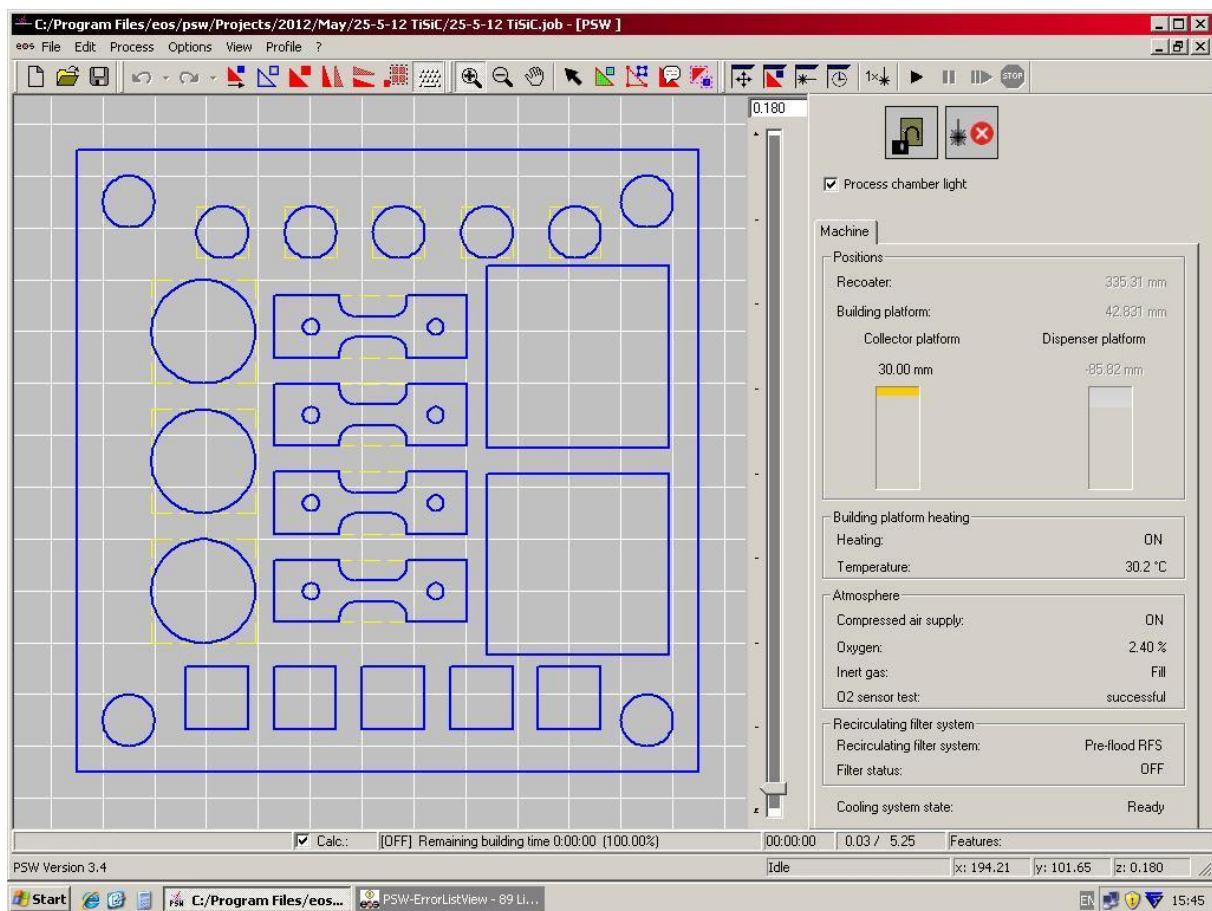 C:/Program Files/eos/psw/Projects/2012/May/25-5-12 TiSiC/25-5-12 TiSiC.job - [PSW ]
eos File Edit Process Options View Profile ?
1x
STOP
0.180
Process chamber light
Machine
Positions
Recoater: 335.31 mm
Building platform: 42.831 mm
Collector platform Dispenser platform
30.00 mm -85.82 mm
Building platform heating
Heating: ON
Temperature: 30.2 °C
Atmosphere
Compressed air supply: ON
Oxygen: 2.40 %
Inert gas: Fill
O2 sensor test: successful
Recirculating filter system
Recirculating filter system: Pre-flood RFS
Filter status: OFF
Cooling system state: Ready
z
Calc.: [OFF] Remaining building time 0:00:00 (100.00%) 00:00:00 0.03 / 5.25 Features:
PSW Version 3.4 Idle x: 194.21 y: 101.65 z: 0.180
Start PSW C:/Program Files/eos... eos PSW-ErrorListView - 89 Li... EN 15:45